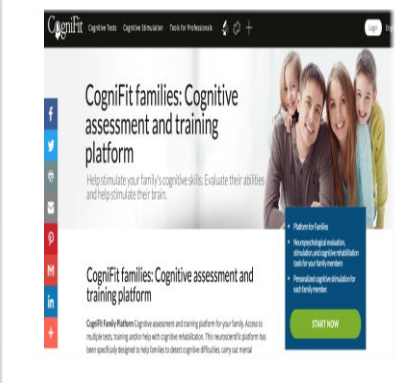 CogniFit Cognitive Tests Cognitive Stimulation Tools for Professionals Login
CogniFit families: Cognitive
assessment and training
platform
Help stimulate your family's cognitive skills: Evaluate their abilities
and help stimulate their brain.
Platform for Families
Neuropsychological evaluation,
stimulation, and cognitive rehabilitation
tools for your family members
Personalized cognitive stimulation for
each family member.
START NOW
CogniFit families: Cognitive assessment and
training platform
CogniFit Family Platform Cognitive assessment and training platform for your family. Access to
multiple tests, training and/or help with cognitive rehabilitation. This neuroscientific platform has
been specifically designed to help families to detect cognitive difficulties, carry out mental